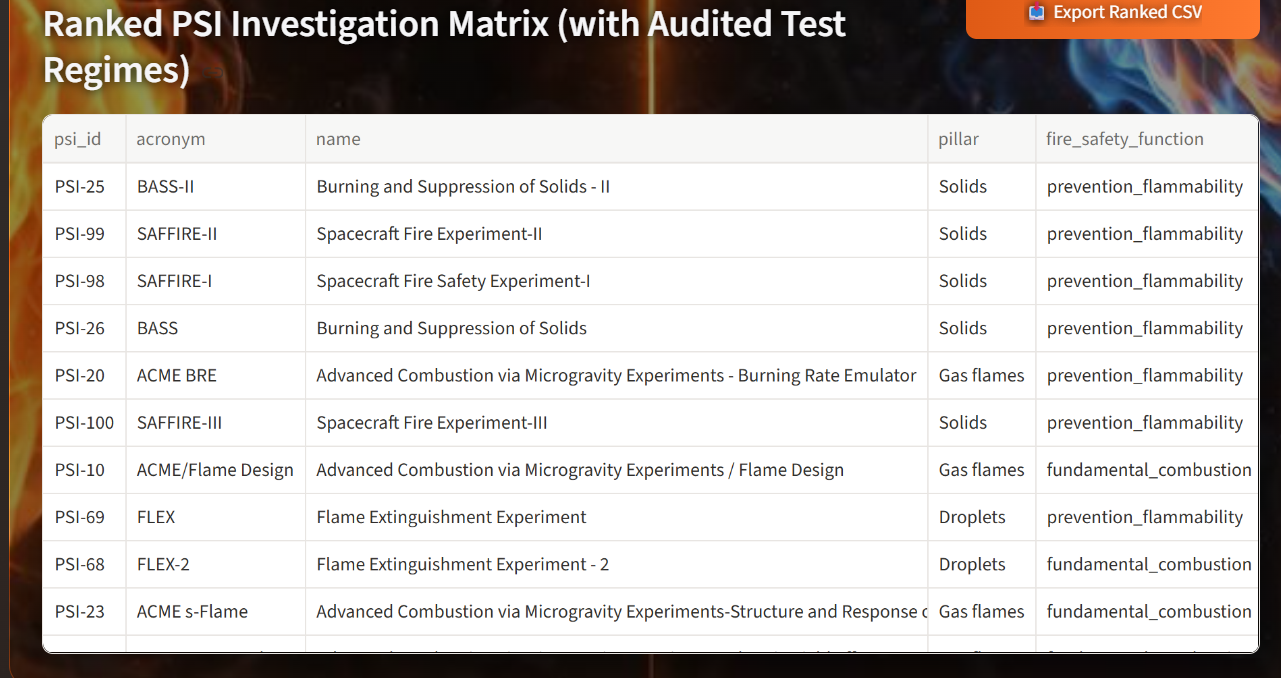 Ranked PSI Investigation Matrix (with Audited Test
Regimes)
Export Ranked CSV
psi_id acronym name pillar fire_safety_function
PSI-25 BASS-II Burning and Suppression of Solids - II Solids prevention_flammability
PSI-99 SAFFIRE-II Spacecraft Fire Experiment-II Solids prevention_flammability
PSI-98 SAFFIRE-I Spacecraft Fire Safety Experiment-I Solids prevention_flammability
PSI-26 BASS Burning and Suppression of Solids Solids prevention_flammability
PSI-20 ACME BRE Advanced Combustion via Microgravity Experiments - Burning Rate Emulator Gas flames prevention_flammability
PSI-100 SAFFIRE-III Spacecraft Fire Experiment-III Solids prevention_flammability
PSI-10 ACME/Flame Design Advanced Combustion via Microgravity Experiments / Flame Design Gas flames fundamental_combustion
PSI-69 FLEX Flame Extinguishment Experiment Droplets prevention_flammability
PSI-68 FLEX-2 Flame Extinguishment Experiment - 2 Droplets fundamental_combustion
PSI-23 ACME s-Flame Advanced Combustion via Microgravity Experiments-Structure and Response Gas flames fundamental_combustion